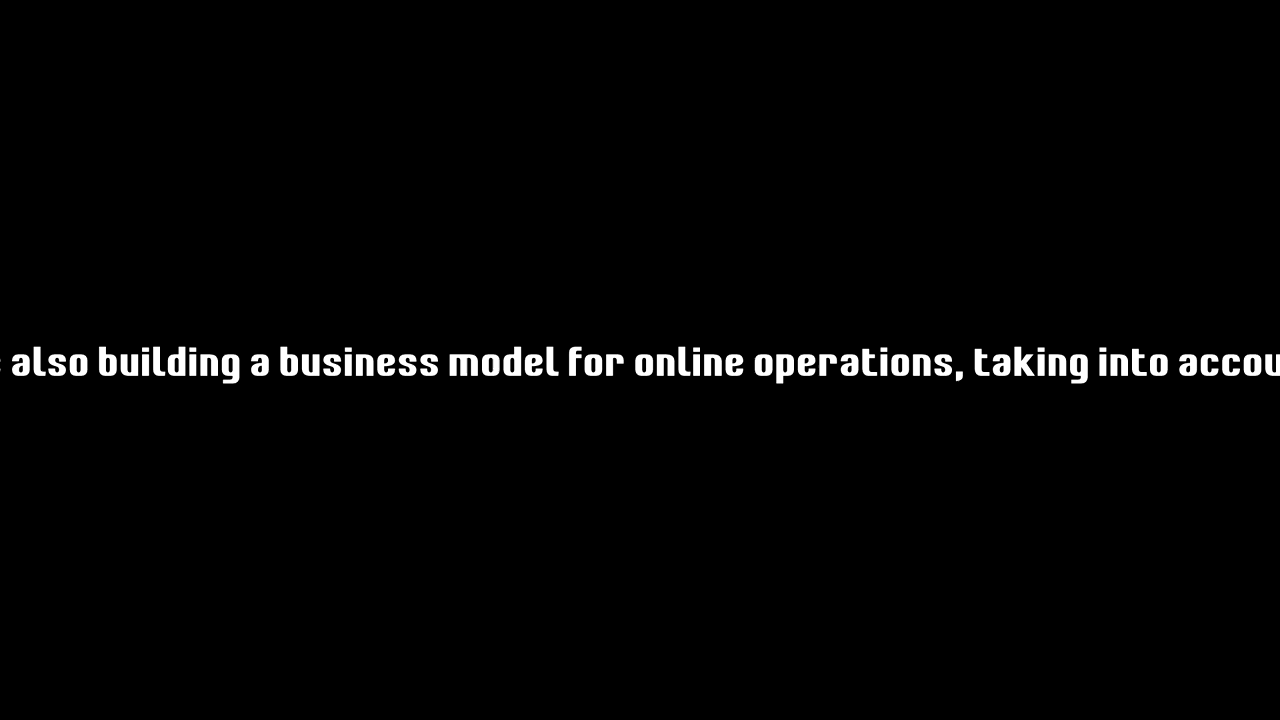 also building a business model for online operations, taking into